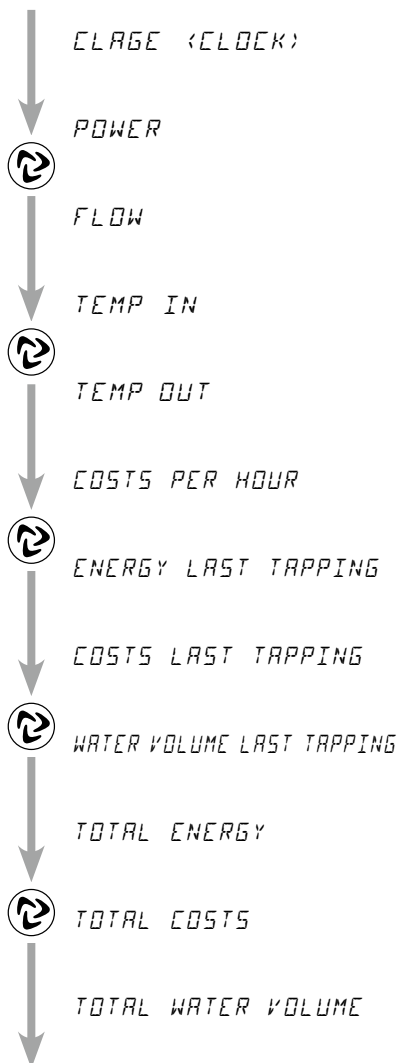 CLAGE (CLOCK)
POWER
FLOW
TEMP IN
TEMP OUT
COSTS PER HOUR
ENERGY LAST TAPPING
COSTS LAST TAPPING
WATER VOLUME LAST TAPPING
TOTAL ENERGY
TOTAL COSTS
TOTAL WATER VOLUME